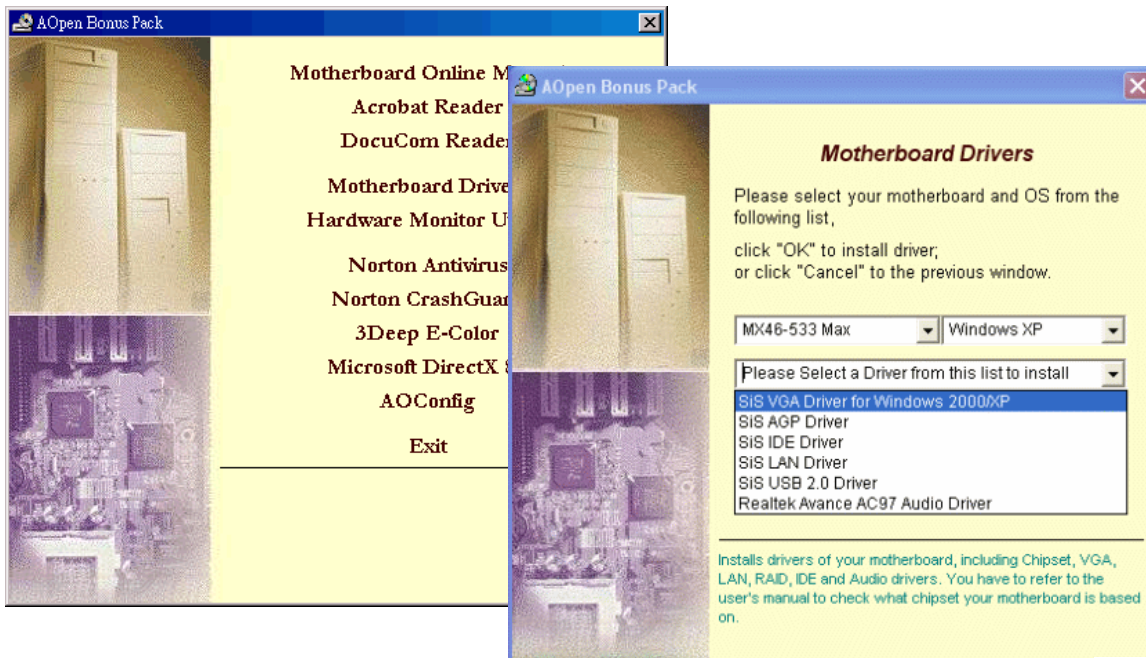 AOpen Bonus Pack
Motherboard Online M
Acrobat Reader
DocuCom Reader
Motherboard Drive
Hardware Monitor U
Norton Antivirus
Norton CrashGuar
3Deep E-Color
Microsoft DirectX
AOConfig
Exit
AOpen Bonus Pack
Motherboard Drivers
Please select your motherboard and OS from the
following list,
click "OK" to install driver;
or click "Cancel" to the previous window.
MX46-533 Max Windows XP
Please Select a Driver from this list to install
SiS VGA Driver for Windows 2000/XP
SiS AGP Driver
SiS IDE Driver
SiS LAN Driver
SiS USB 2.0 Driver
Realtek Avance AC97 Audio Driver
Installs drivers of your motherboard, including Chipset, VGA,
LAN, RAID, IDE and Audio drivers. You have to refer to the
user's manual to check what chipset your motherboard is based
on.